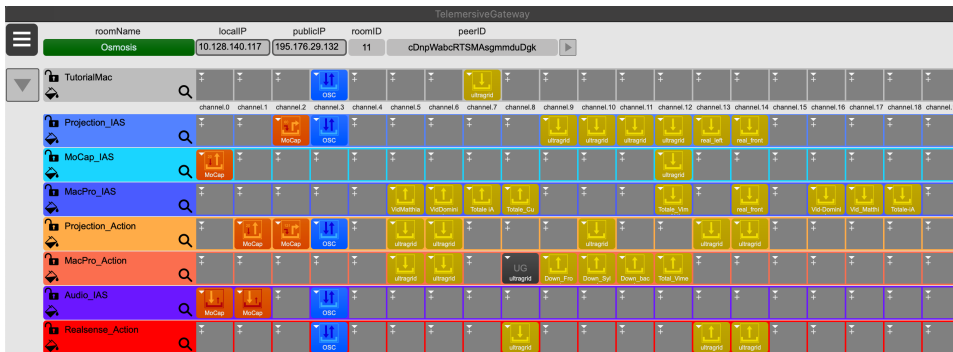 TelemersiveGateway
roomName localIP publicIP roomID peerID
Osmosis 10.128.140.117 195.176.29.132 11 cDnpWabcRTSMAsgmmduDgk
TutorialMac
OSC ultragrid
channel.0 channel.1 channel.2 channel.3 channel.4 channel.5 channel.6 channel.7 channel.8 channel.9 channel.10 channel.11 channel.12 channel.13 channel.14 channel.15 channel.16 channel.17 channel.18 channel.
Projection_IAS
MoCap OSC ultragrid ultragrid ultragrid ultragrid real_left real_front
MoCap_IAS
MoCap ultragrid
MacPro_IAS
VidMatthia VidDomini Totale IA Totale_Cu Totale_Vim real_front Vid-Domini Vid_Matthi Totale-IA
Projection_Action
MoCap MoCap OSC ultragrid ultragrid ultragrid ultragrid ultragrid
MacPro_Action
UG
ultragrid ultragrid ultragrid Down_Fro Down_Syl Down_bac Total_Vime
Audio_IAS
MoCap MoCap OSC
Realsense_Action
OSC ultragrid ultragrid ultragrid